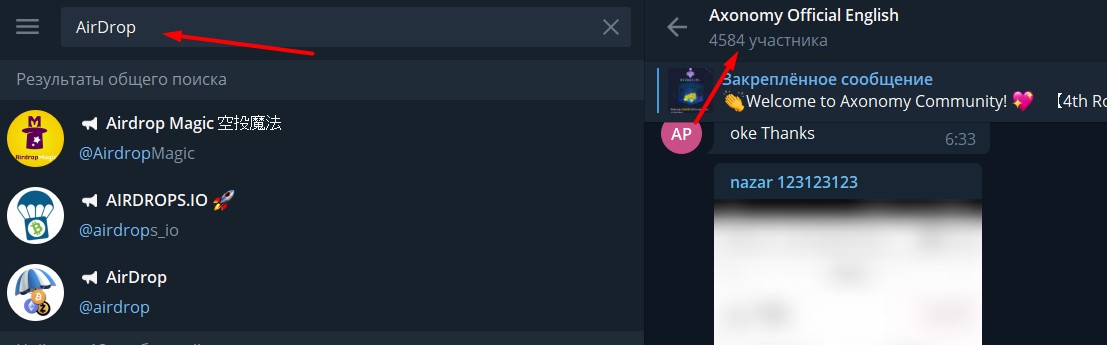 AirDrop
Результаты общего поиска
Airdrop Magic 空投魔法
@AirdropMagic
AIRDROPS.IO 🚀
@airdrops_io
AirDrop
@airdrop
Axonomy Official English
4584 участника
Закреплённое сообщение
👏Welcome to Axonomy Community! 💖 【4th Ro
AP
oke Thanks
6:33
nazar 123123123